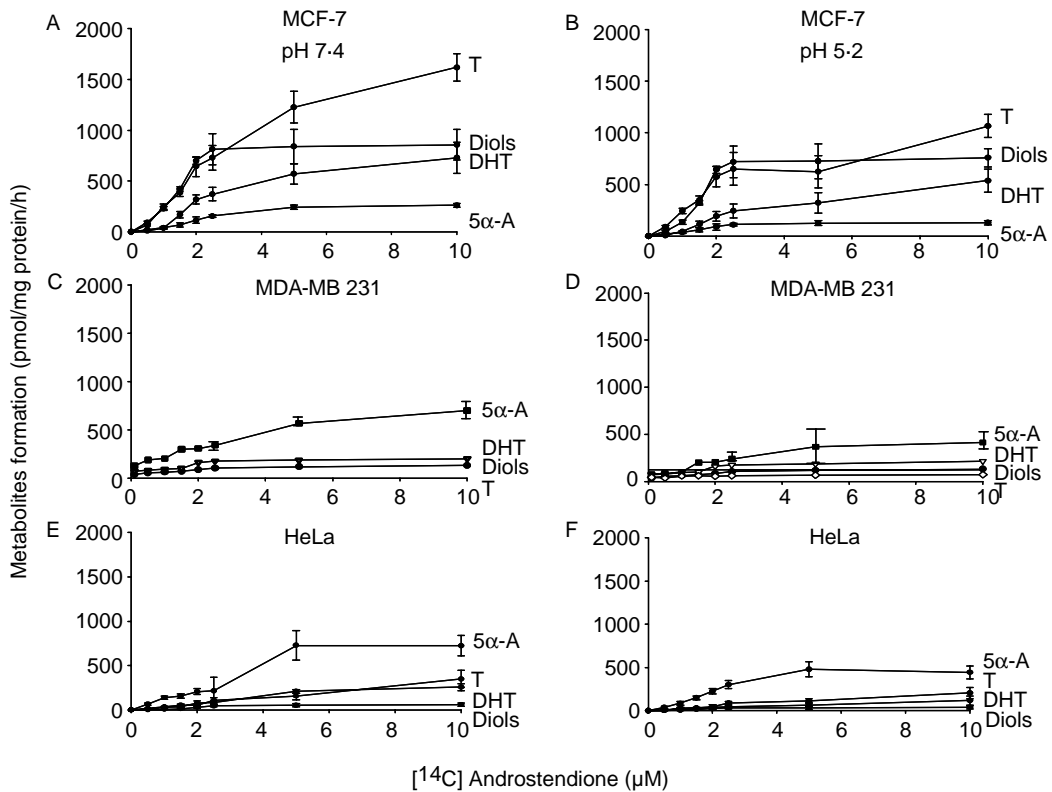 Metabolites formation (pmol/mg protein/h)
A
MCF-7
pH 7·4
2000
1500
1000
500
0
T
Diols
DHT
5α-A
0 2 4 6 8 10
B
MCF-7
pH 5·2
2000
1500
1000
500
0
T
Diols
DHT
5α-A
0 2 4 6 8 10
C
MDA-MB 231
2000
1500
1000
500
0
5α-A
DHT
Diols
T
0 2 4 6 8 10
D
MDA-MB 231
2000
1500
1000
500
0
5α-A
DHT
Diols
T
0 2 4 6 8 10
E
HeLa
2000
1500
1000
500
0
5α-A
T
DHT
Diols
0 2 4 6 8 10
F
HeLa
2000
1500
1000
500
0
5α-A
T
DHT
Diols
0 2 4 6 8 10
[14C] Androstendione (µM)